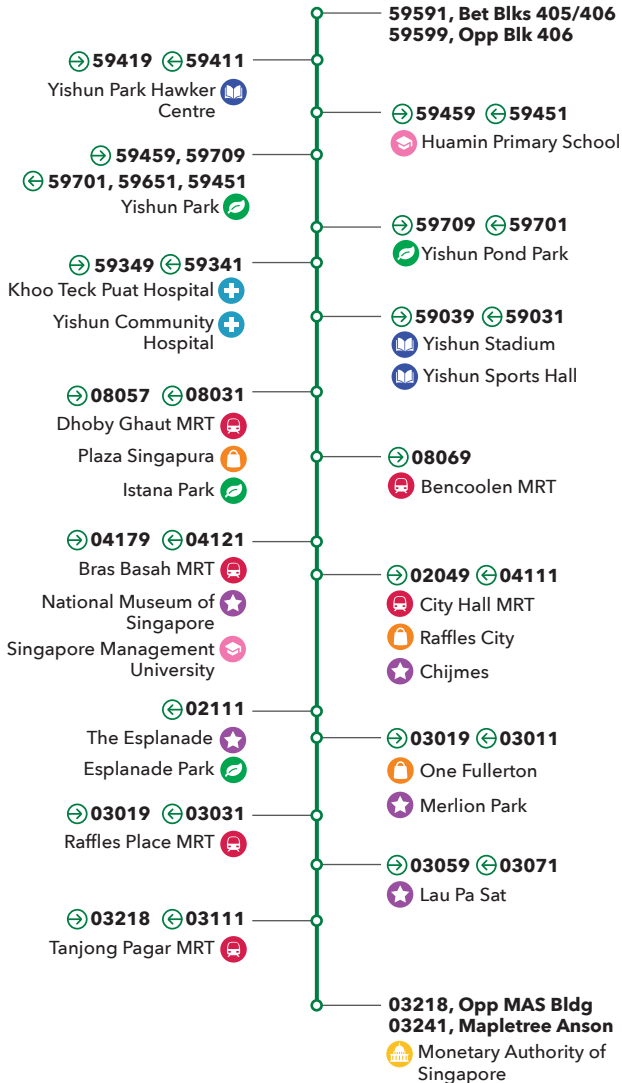 59591, Bet Blks 405/406
59599, Opp Blk 406
59419 59411
Yishun Park Hawker
Centre
59459 59451
Huamin Primary School
59459, 59709
59701, 59651, 59451
Yishun Park
59709 59701
Yishun Pond Park
59349 59341
Khoo Teck Puat Hospital
Yishun Community
Hospital
59039 59031
Yishun Stadium
Yishun Sports Hall
08057 08031
Dhoby Ghaut MRT
Plaza Singapura
Istana Park
08069
Bencoolen MRT
04179 04121
Bras Basah MRT
National Museum of
Singapore
Singapore Management
University
02049 04111
City Hall MRT
Raffles City
Chijmes
02111
The Esplanade
Esplanade Park
03019 03011
One Fullerton
Merlion Park
03019 03031
Raffles Place MRT
03059 03071
Lau Pa Sat
03218 03111
Tanjong Pagar MRT
03218, Opp MAS Bldg
03241, Mapletree Anson
Monetary Authority of
Singapore